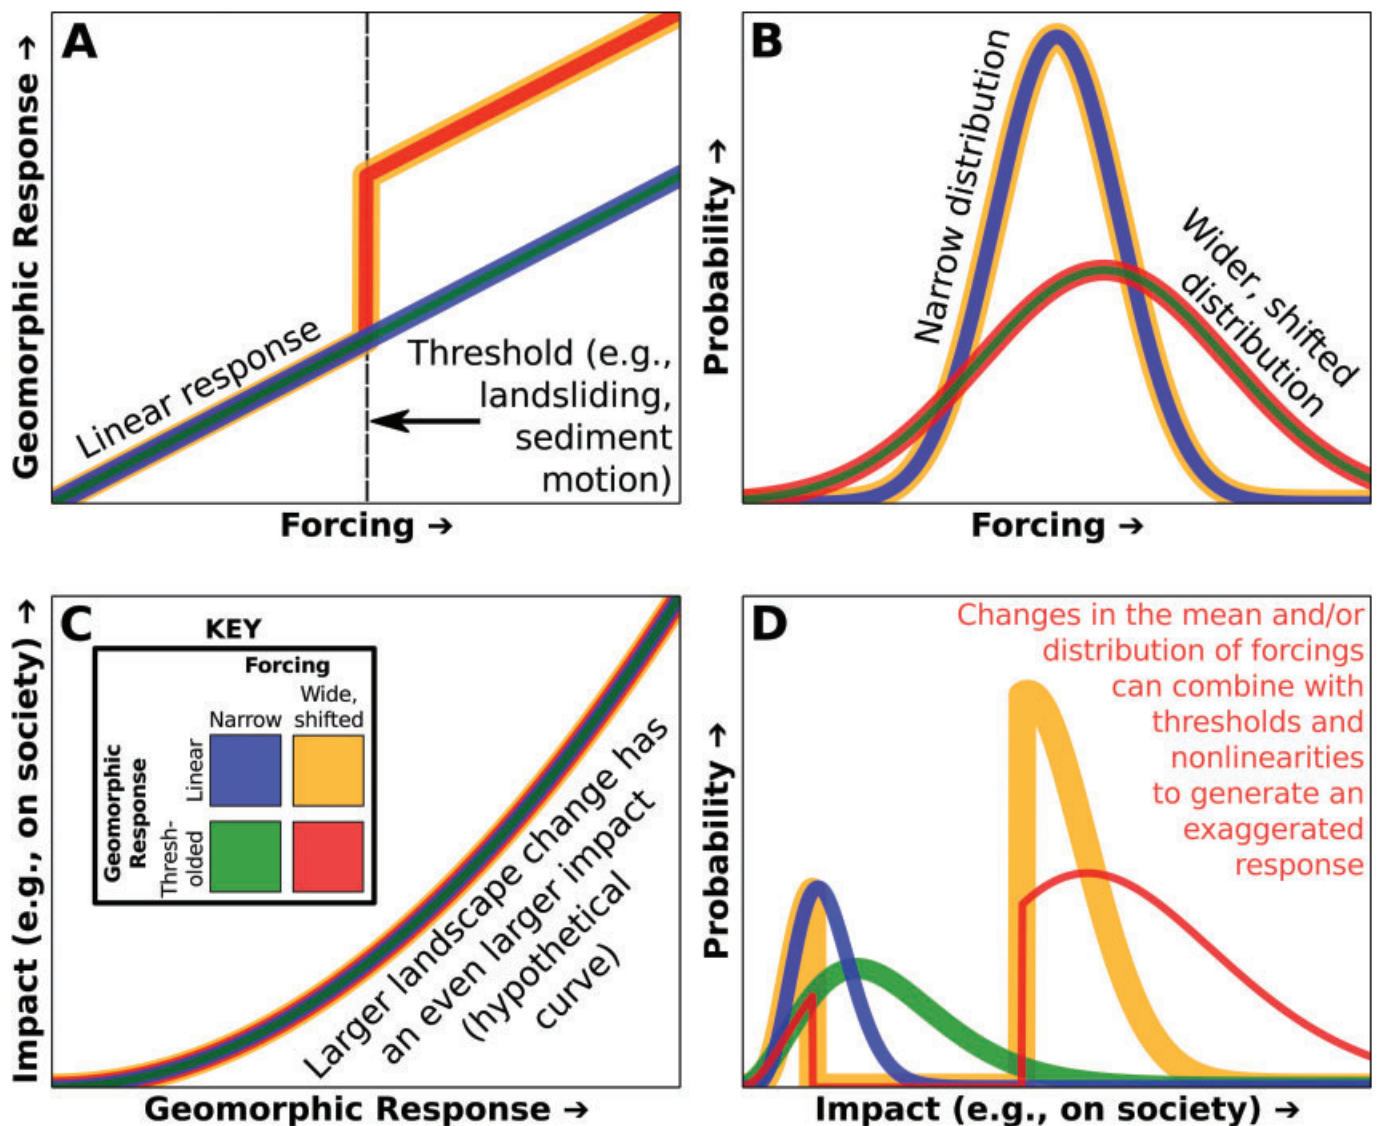 A
Geomorphic Response →
Linear response
Threshold (e.g.,
landsliding,
sediment
motion)
Forcing →
B
Probability →
Narrow distribution
Wider, shifted
distribution
Forcing →
C
Impact (e.g., on society) →
KEY
Forcing
Narrow
Wide,
shifted
Geomorphic
Response
Linear
Thresh-
olded
Larger landscape change has
an even larger impact
(hypothetical
curve)
Geomorphic Response →
D
Probability →
Changes in the mean and/or
distribution of forcings
can combine with
thresholds and
nonlinearities
to generate an
exaggerated
response
Impact (e.g., on society) →